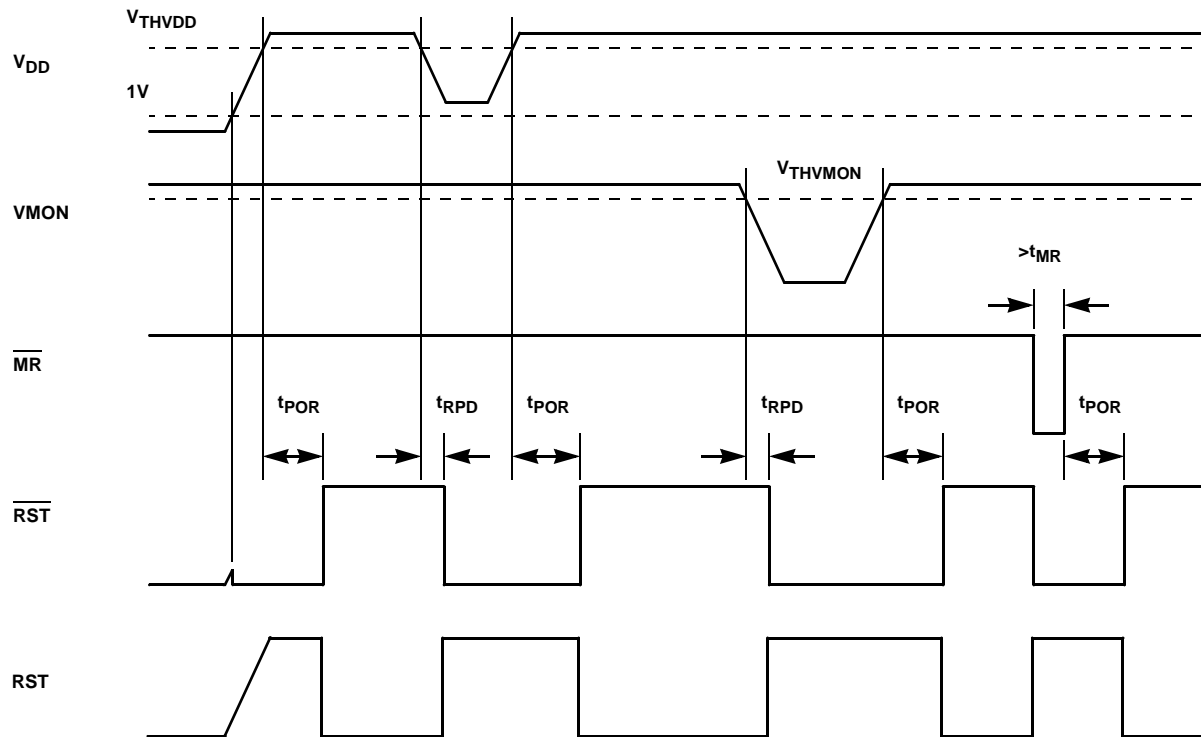 VTHVDD
VDD
1V
VTHVMON
VMON
>tMR
MR
tPOR tRPD tPOR tRPD tPOR tPOR
RST
RST